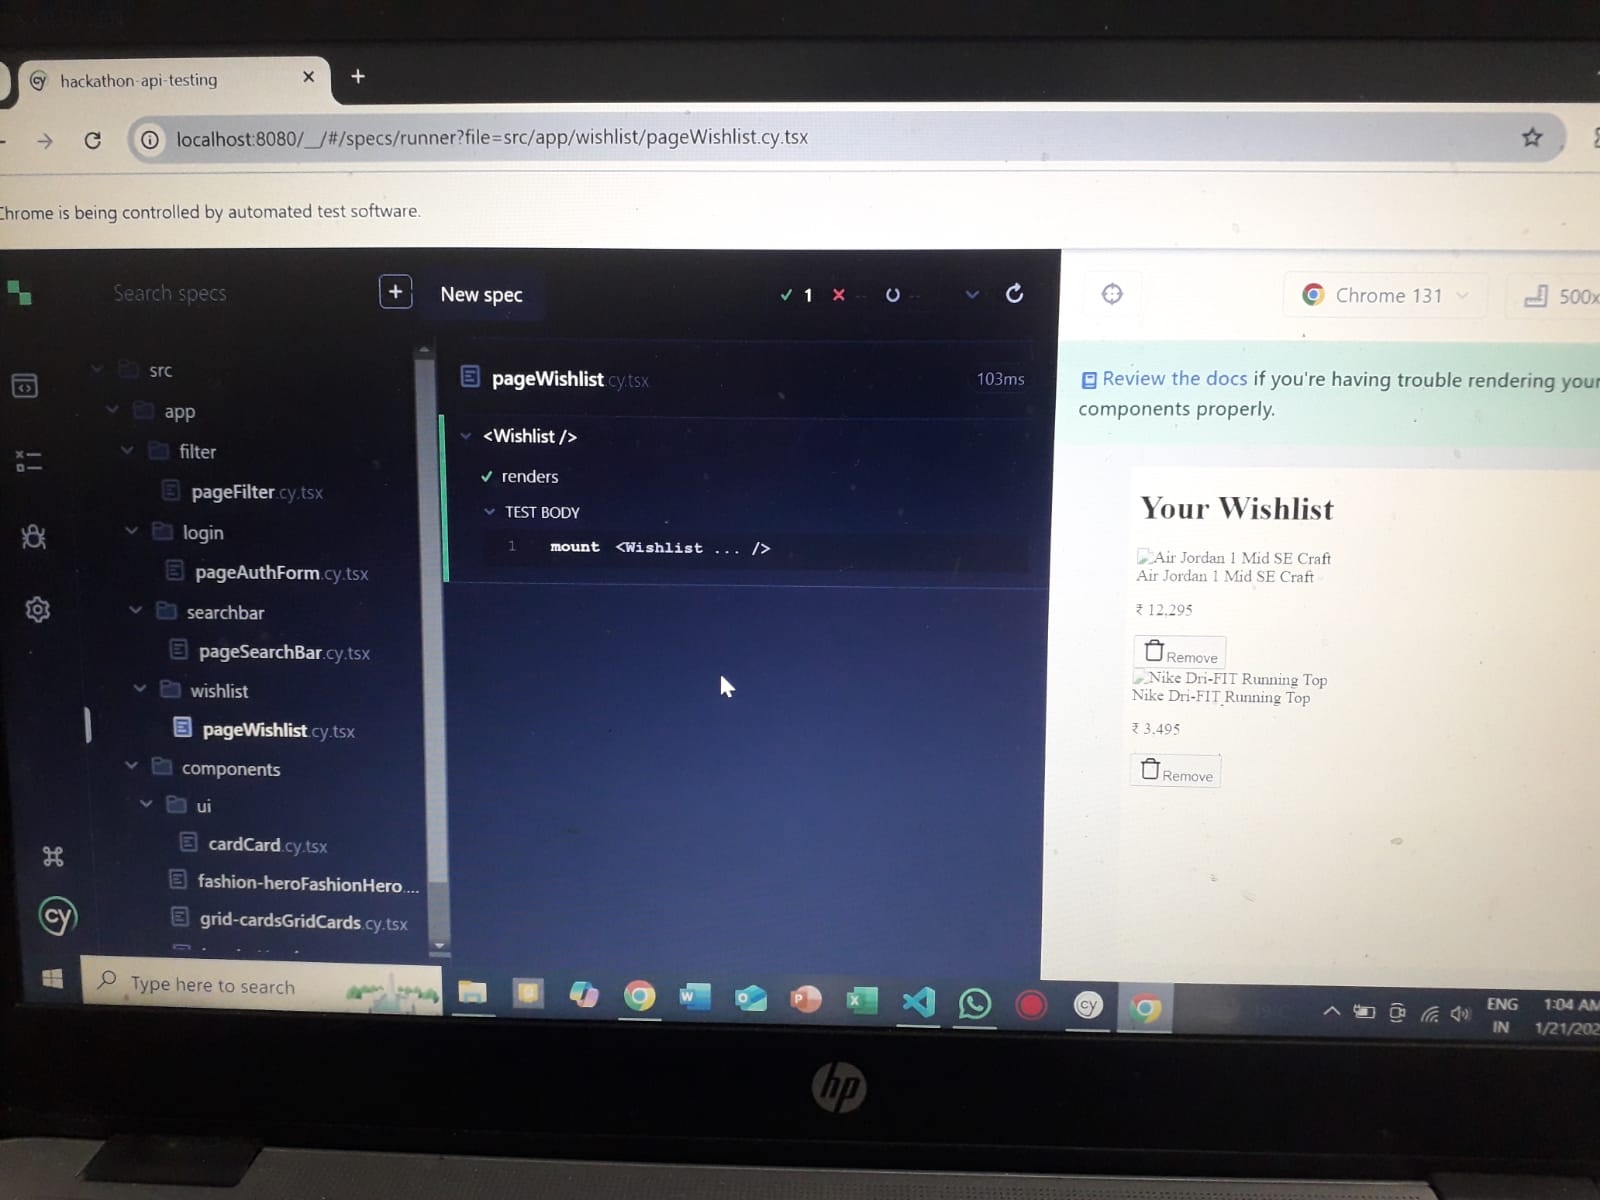 hackathon-api-testing
localhost:8080/__/#/specs/runner?file=src/app/wishlist/pageWishlist.cy.tsx
Chrome is being controlled by automated test software.
Search specs
New spec
1 -- --
Chrome 131
500x
src
app
filter
pageFilter.cy.tsx
login
pageAuthForm.cy.tsx
searchbar
pageSearchBar.cy.tsx
wishlist
pageWishlist.cy.tsx
components
ui
cardCard.cy.tsx
fashion-heroFashionHero....
grid-cardsGridCards.cy.tsx
cy
pageWishlist.cy.tsx 103ms
<Wishlist />
renders
TEST BODY
1 mount <Wishlist ... />
Review the docs if you're having trouble rendering your
components properly.
Your Wishlist
Air Jordan 1 Mid SE Craft
Air Jordan 1 Mid SE Craft
₹ 12,295
Remove
Nike Dri-FIT Running Top
Nike Dri-FIT Running Top
₹ 3,495
Remove
Type here to search
ENG
IN
1:04 AM
1/21/202
hp